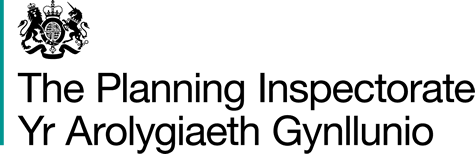 The Planning Inspectorate
Yr Arolygiaeth Gynllunio